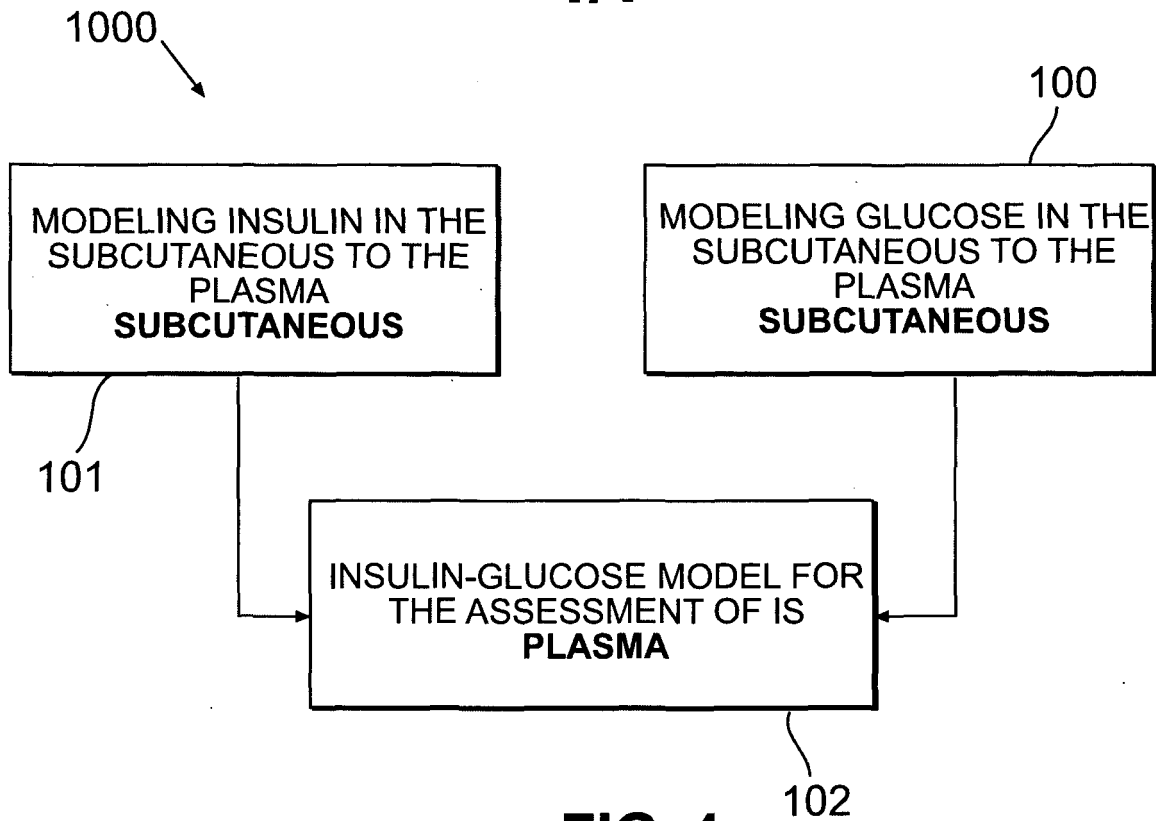 1000
100
MODELING INSULIN IN THE
SUBCUTANEOUS TO THE
PLASMA
SUBCUTANEOUS
MODELING GLUCOSE IN THE
SUBCUTANEOUS TO THE
PLASMA
SUBCUTANEOUS
101
INSULIN-GLUCOSE MODEL FOR
THE ASSESSMENT OF IS
PLASMA
102